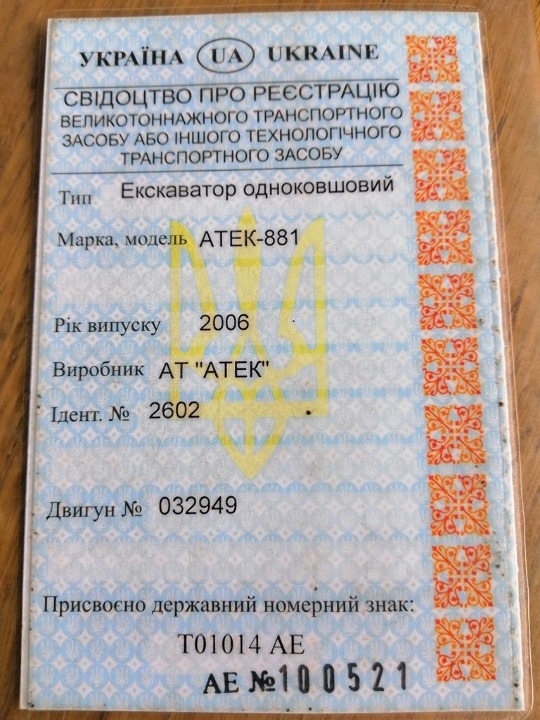 УКРАЇНА UA UKRAINE
СВІДОЦТВО ПРО РЕЄСТРАЦІЮ
ВЕЛИКОТОННАЖНОГО ТРАНСПОРТНОГО
ЗАСОБУ АБО ІНШОГО ТЕХНОЛОГІЧНОГО
ТРАНСПОРТНОГО ЗАСОБУ
Тип Екскаватор одноковшовий
Марка, модель АТЕК-881
Рік випуску 2006
Виробник АТ "АТЕК"
Ідент. № 2602
Двигун № 032949
Присвоєно державний номерний знак:
Т01014 АЕ
АЕ №100521